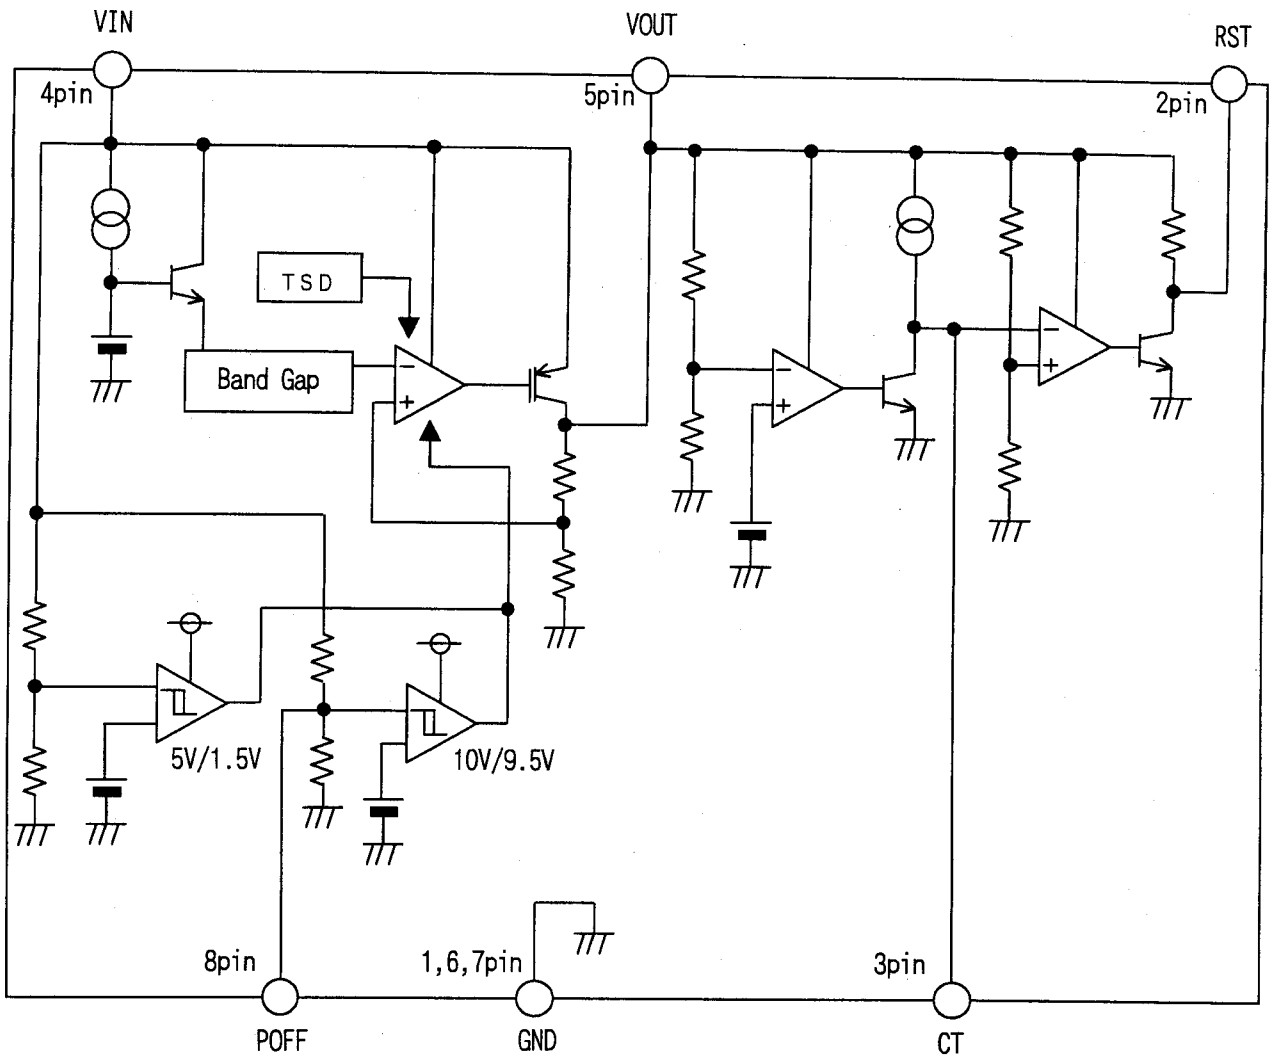 VIN
VOUT
RST
4pin
5pin
2pin
TSD
Band Gap
−
+
−
+
−
+
5V/1.5V
10V/9.5V
8pin
1,6,7pin
3pin
POFF
GND
CT